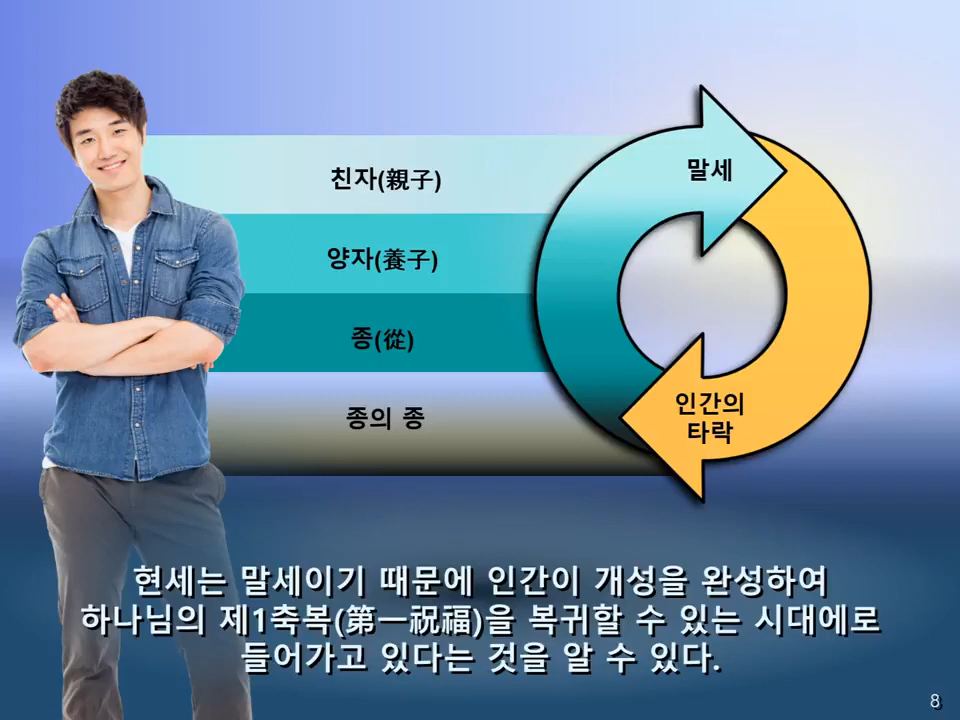 친자(親子)
양자(養子)
종(從)
종의 종
말세
인간의
타락
현세는 말세이기 때문에 인간이 개성을 완성하여
하나님의 제1축복(第一祝福)을 복귀할 수 있는 시대에로
들어가고 있다는 것을 알 수 있다.
8